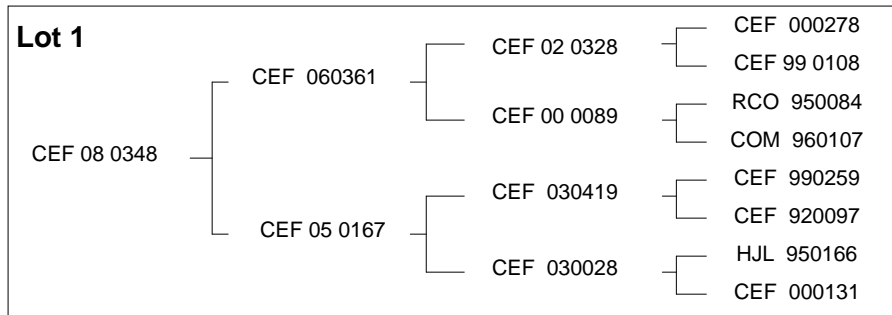 Lot 1
CEF 08 0348
CEF 060361
CEF 05 0167
CEF 02 0328
CEF 00 0089
CEF 030419
CEF 030028
CEF 000278
CEF 99 0108
RCO 950084
COM 960107
CEF 990259
CEF 920097
HJL 950166
CEF 000131